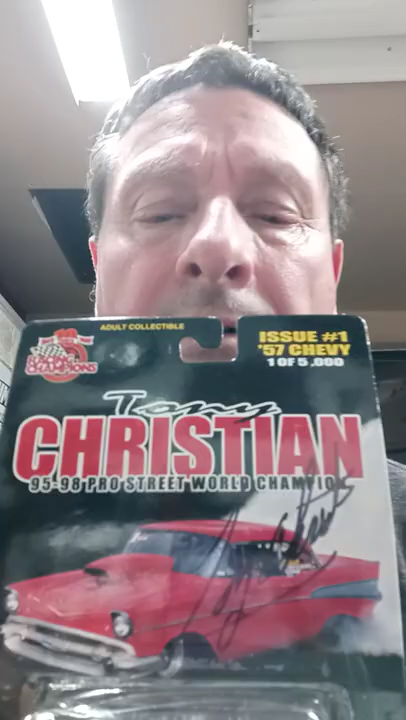 RACING
CHAMPIONS
ADULT COLLECTIBLE
ISSUE #1
'57 CHEVY
1 OF 5,000
Tony
CHRISTIAN
95-98 PRO STREET WORLD CHAMPION